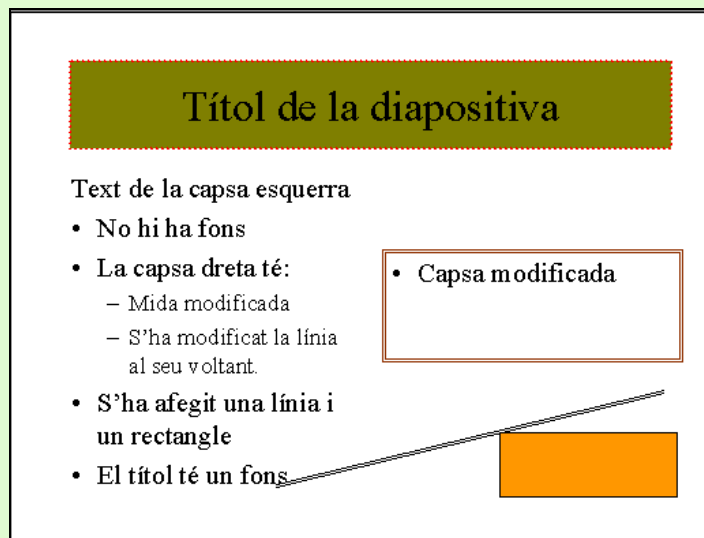 Títol de la diapositiva
Text de la capsa esquerra
• No hi ha fons
• La capsa dreta té:
– Mida modificada
– S’ha modificat la línia
al seu voltant.
• S’ha afegit una línia i
un rectangle
• El títol té un fons
• Capsa modificada